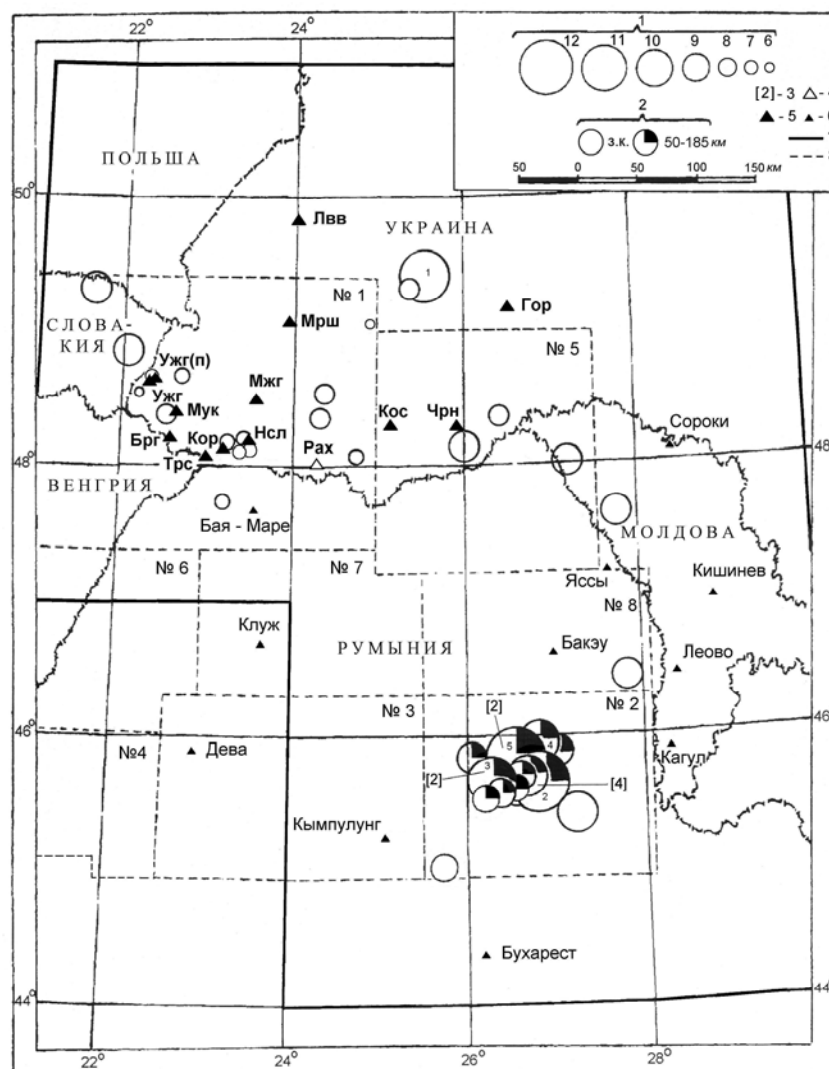 22° 24
1
12 11 10 9 8 7 6
[2] - 3
- 5
2
з.к. 50-185 км
50 0 50 100 150 км
ПОЛЬША
50°
Лвв
УКРАИНА
1
№ 1
Гор
СЛОВА-
КИЯ
Мрш
№ 5
Ужг(п)
Мжг
Ужг
Мук
Кос Чрн
Сороки
Брг Кор Нсл
Рах
48° 48
Трс
ВЕНГРИЯ
Бая - Маре
МОЛДОВА
№ 6 № 7
Яссы
Кишинев
№ 8
Клуж
РУМЫНИЯ
Бакэу
Леово
[2]
№ 3 № 2
46° 46
№4
Дева
5 4
Кагул
3
[2] [4]
2
Кымпулунг
Бухарест
44° 44
22° 24° 26° 28°